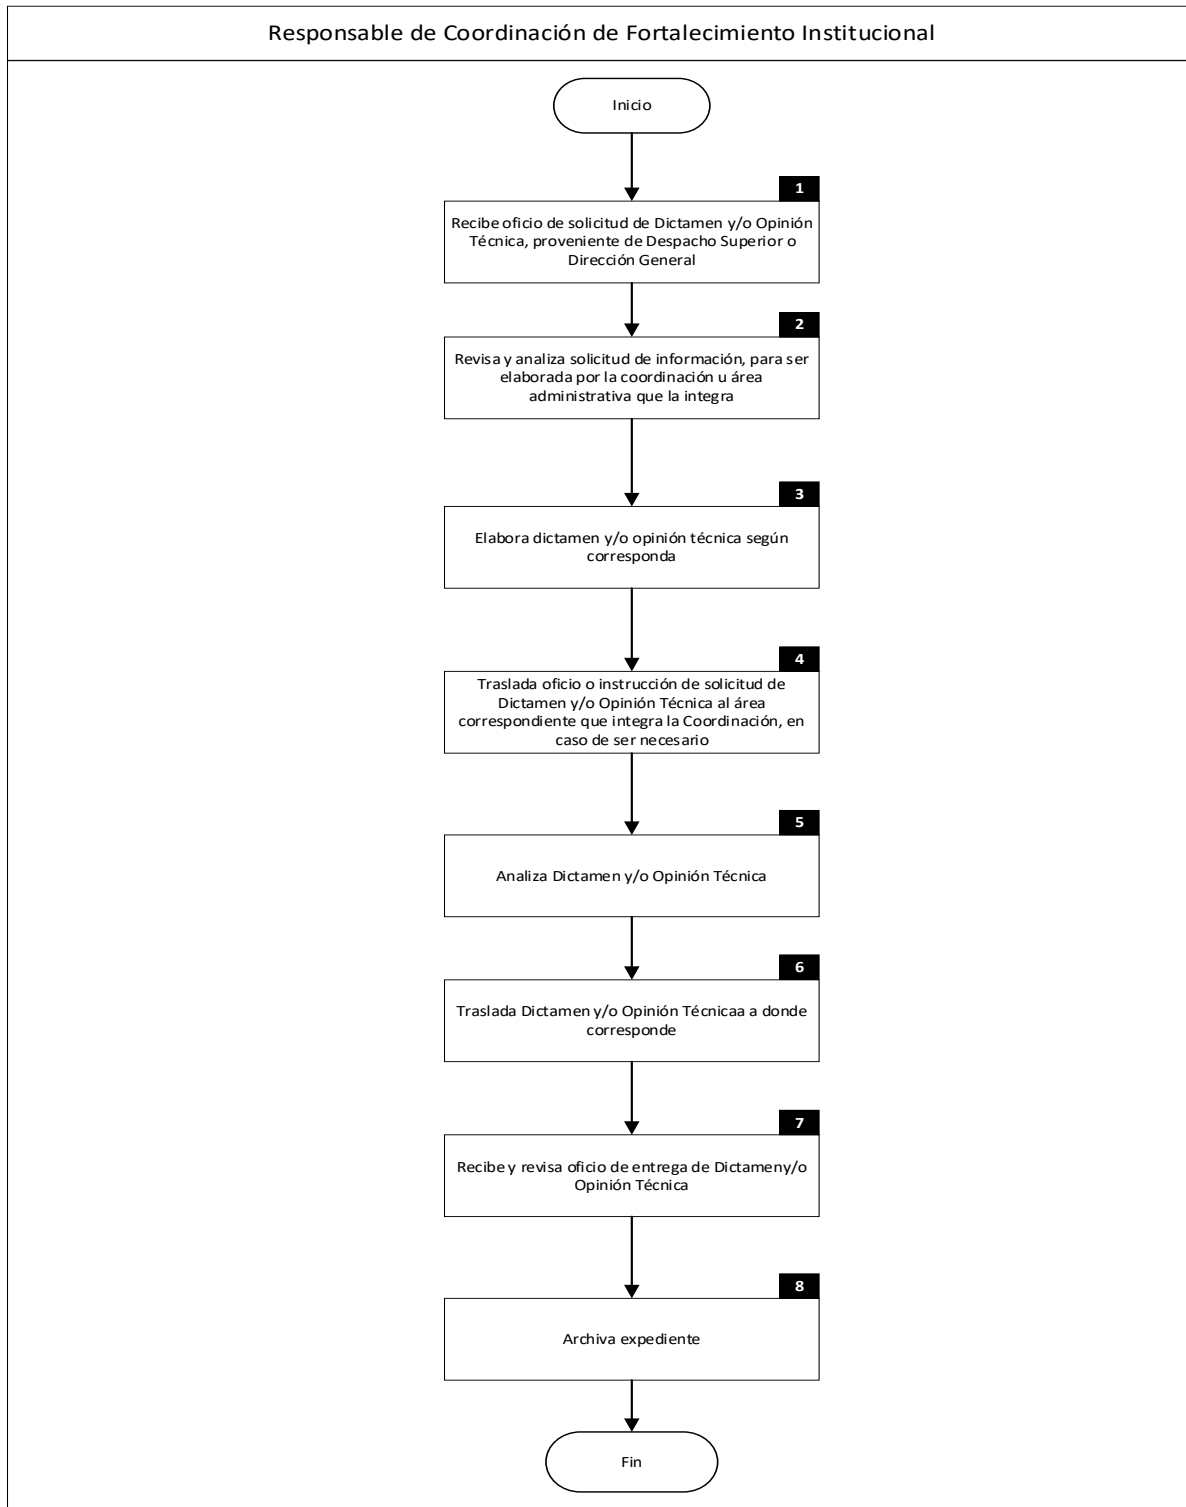 Responsable de Coordinación de Fortalecimiento Institucional
Inicio
1
Recibe oficio de solicitud de Dictamen y/o Opinión
Técnica, proveniente de Despacho Superior o
Dirección General
2
Revisa y analiza solicitud de información, para ser
elaborada por la coordinación u área
administrativa que la integra
3
Elabora dictamen y/o opinión técnica según
corresponda
4
Traslada oficio o instrucción de solicitud de
Dictamen y/o Opinión Técnica al área
correspondiente que integra la Coordinación, en
caso de ser necesario
5
Analiza Dictamen y/o Opinión Técnica
6
Traslada Dictamen y/o Opinión Técnicaa a donde
corresponde
7
Recibe y revisa oficio de entrega de Dictameny/o
Opinión Técnica
8
Archiva expediente
Fin